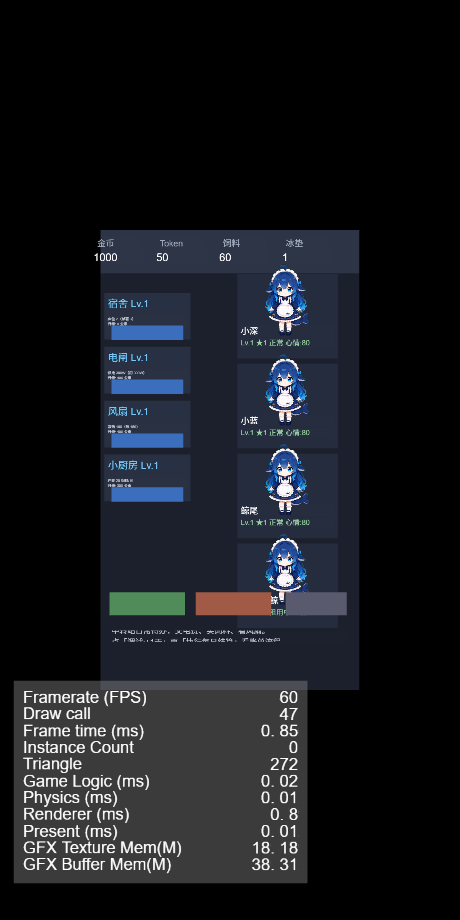 金币 Token 饲料 冰垫
1000 50 60 1
宿舍 Lv.1
电闸 Lv.1
风扇 Lv.1
小厨房 Lv.1
小深
Lv.1 ★1 正常 心情:80
小蓝
Lv.1 ★1 正常 心情:80
鲸尾
Lv.1 ★1 正常 心情:80
Framerate (FPS) 60
Draw call 47
Frame time (ms) 0. 85
Instance Count 0
Triangle 272
Game Logic (ms) 0. 02
Physics (ms) 0. 01
Renderer (ms) 0. 8
Present (ms) 0. 01
GFX Texture Mem(M) 18. 18
GFX Buffer Mem(M) 38. 31